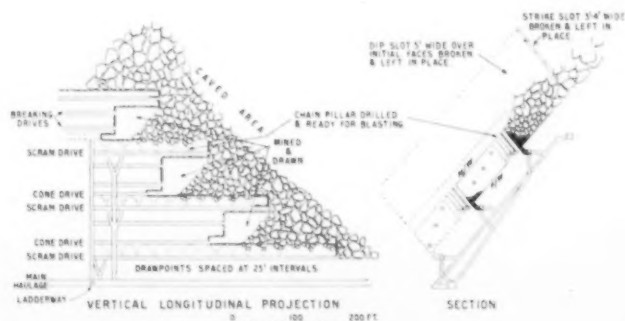 STRIKE SLOT 3'-4' WIDE
BROKEN & LEFT IN
PLACE
DIP SLOT 5' WIDE OVER
INITIAL FACES BROKEN
& LEFT IN PLACE
CAVED AREA
BREAKING
DRIVES
CHAIN PILLAR DRILLED
& READY FOR BLASTING
MINED
&
DRAWN
SCRAM DRIVE
CONE DRIVE
SCRAM DRIVE
CONE DRIVE
SCRAM DRIVE
DRAWPOINTS SPACED AT 25' INTERVALS
MAIN
HAULAGE
LADDERWAY
VERTICAL LONGITUDINAL PROJECTION
SECTION
0 100 200 FT.